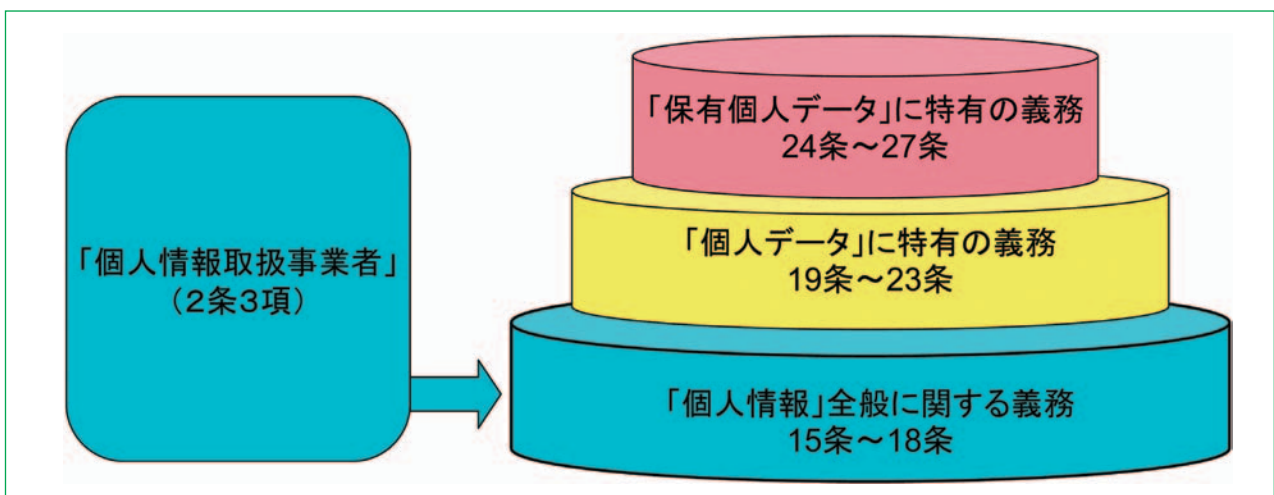 「個人情報取扱事業者」
（２条３項）
「保有個人データ」に特有の義務
24条～27条
「個人データ」に特有の義務
19条～23条
「個人情報」全般に関する義務
15条～18条